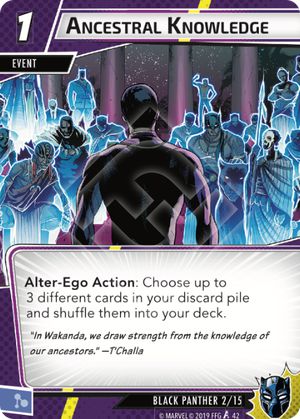 1
ANCESTRAL KNOWLEDGE
EVENT
Alter-Ego Action: Choose up to
3 different cards in your discard pile
and shuffle them into your deck.
"In Wakanda, we draw strength from the knowledge of
our ancestors." —T'Challa
BLACK PANTHER 2/15
© MARVEL © 2019 FFG A 42